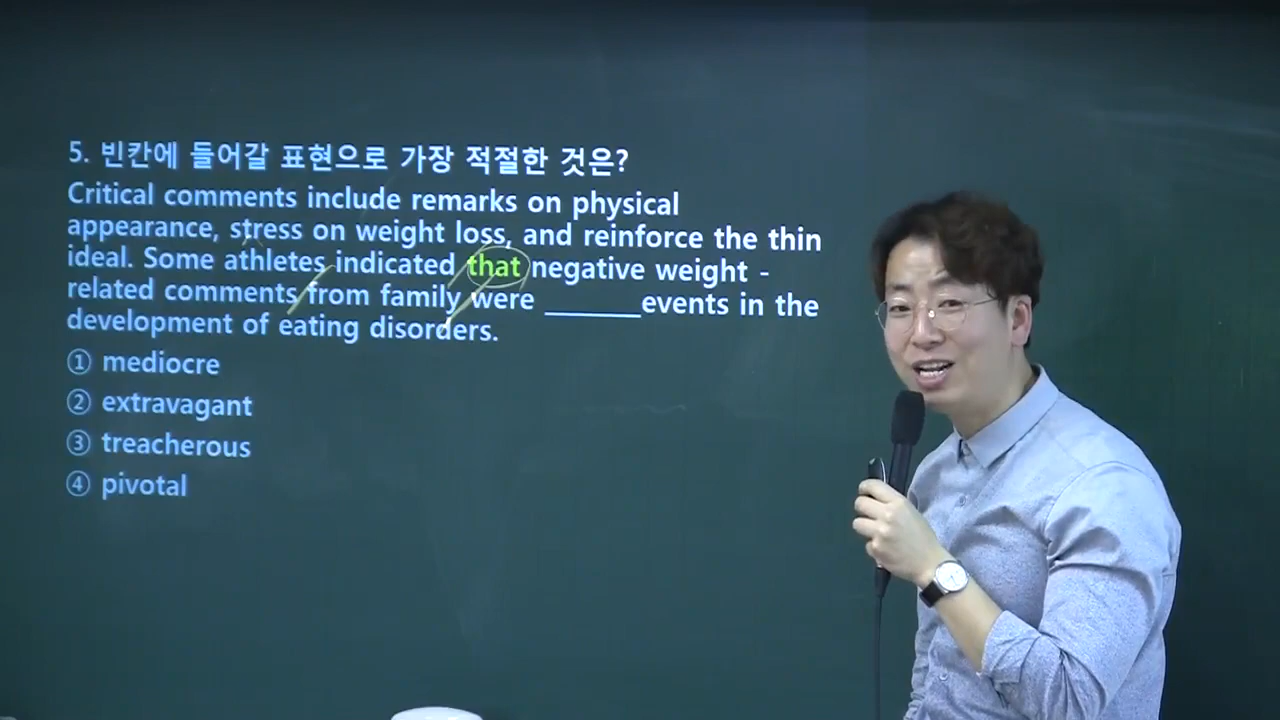 5. 빈칸에 들어갈 표현으로 가장 적절한 것은?
Critical comments include remarks on physical
appearance, stress on weight loss, and reinforce the thin
ideal. Some athletes indicated that negative weight -
related comments from family were _______events in the
development of eating disorders.
① mediocre
② extravagant
③ treacherous
④ pivotal